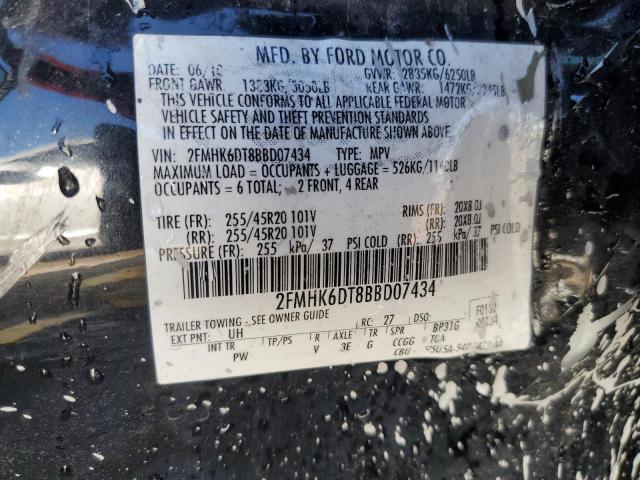 MFD. BY FORD MOTOR CO.
DATE: 06/10 GVWR: 2835KG/6250LB
FRONT GAWR: KG REAR GAWR: 1472KG
THIS VEHICLE CONFORMS TO ALL APPLICABLE FEDERAL MOTOR
VEHICLE SAFETY AND THEFT PREVENTION STANDARDS
IN EFFECT ON THE DATE OF MANUFACTURE SHOWN ABOVE.
VIN: 2FMHK6DT8BBD07434 TYPE: MPV
MAXIMUM LOAD = OCCUPANTS + LUGGAGE = 526KG/1160LB
OCCUPANTS = 6 TOTAL; 2 FRONT, 4 REAR
TIRE (FR): 255/45R20 101V RIMS (FR): 20X8.0J
(RR): 255/45R20 101V (RR): 20X8.0J
PRESSURE (FR): 255 kPa/ 37 PSI COLD (RR): 255 kPa/ 37 PSI COLD
2FMHK6DT8BBD07434
TRAILER TOWING - SEE OWNER GUIDE
EXT PNT: UH RC: 27 DSO:
INT TR TP/PS R AXLE TR SPR BP31G
PW V 3E G CCGG TGA
CBU